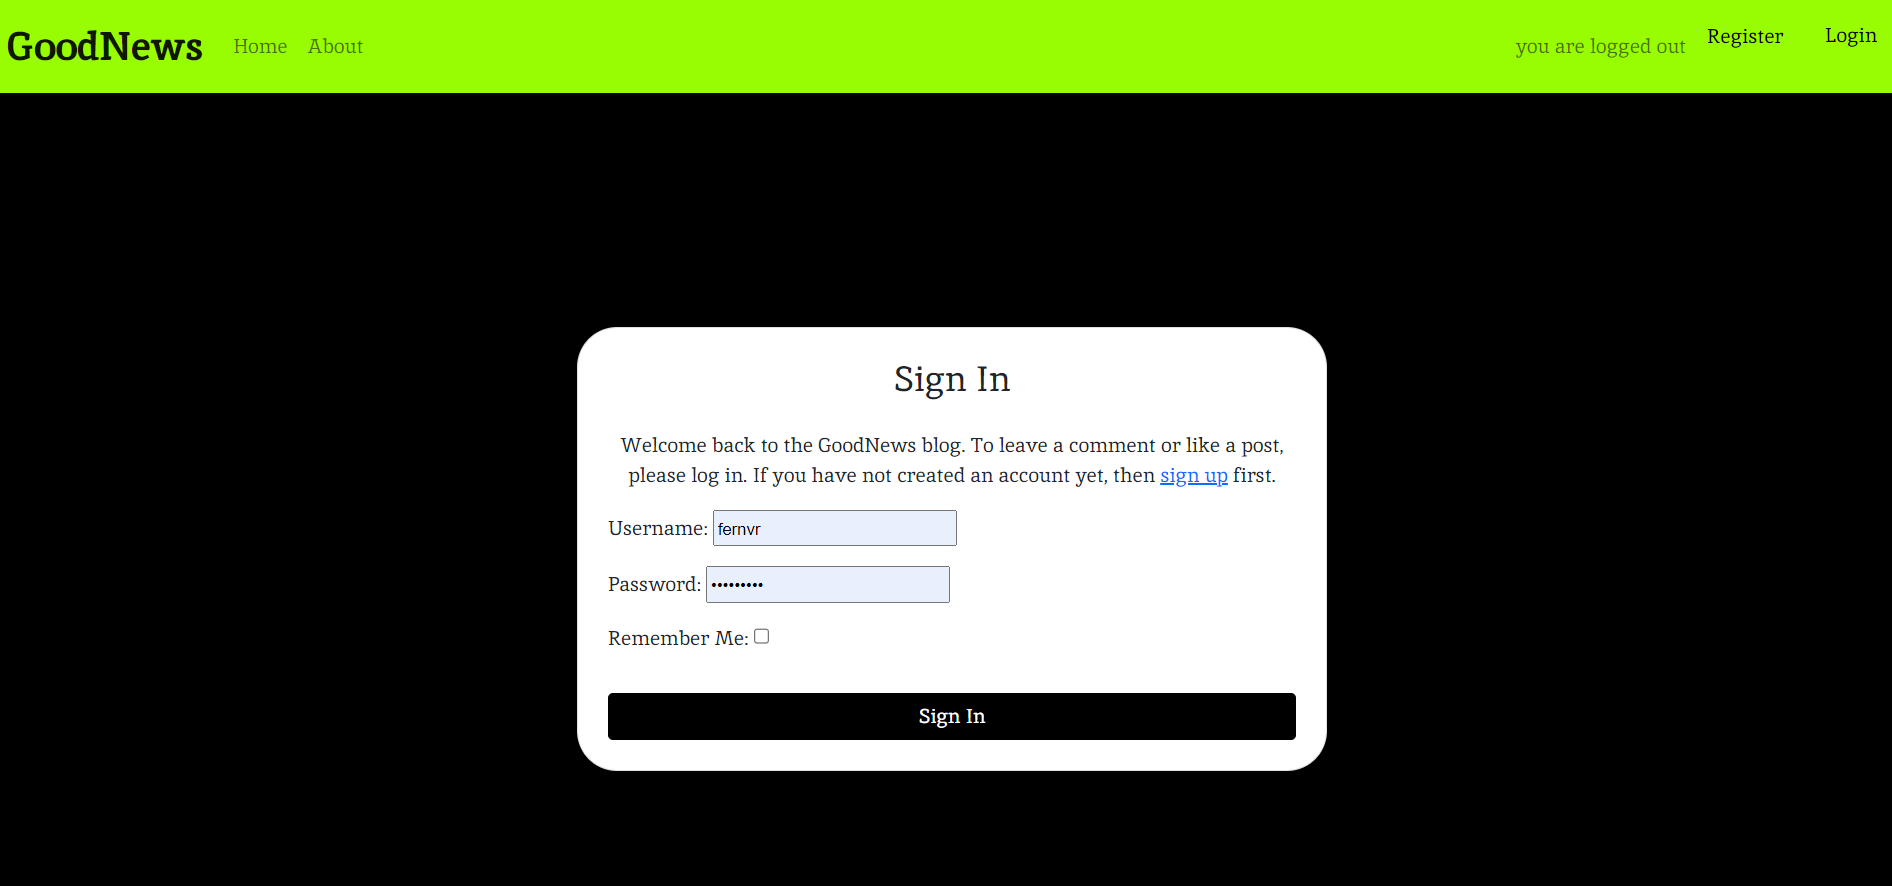 GoodNews Home About you are logged out Register Login
Sign In
Welcome back to the GoodNews blog. To leave a comment or like a post,
please log in. If you have not created an account yet, then sign up first.
Username: fernvr
Password: •••••••••
Remember Me:
Sign In